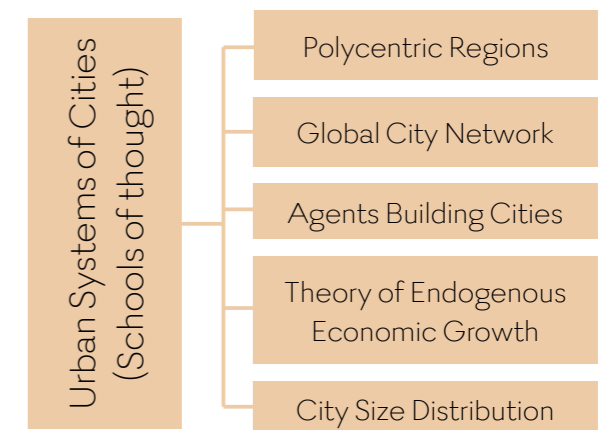 Urban Systems of Cities
(Schools of thought)
Polycentric Regions
Global City Network
Agents Building Cities
Theory of Endogenous
Economic Growth
City Size Distribution